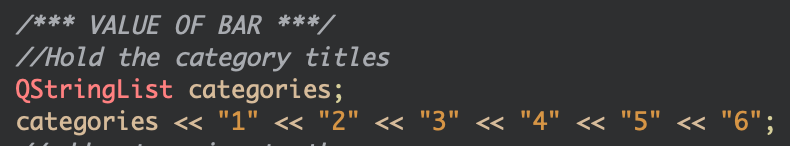 /*** VALUE OF BAR ***/
//Hold the category titles
QStringList categories;
categories << "1" << "2" << "3" << "4" << "5" << "6";